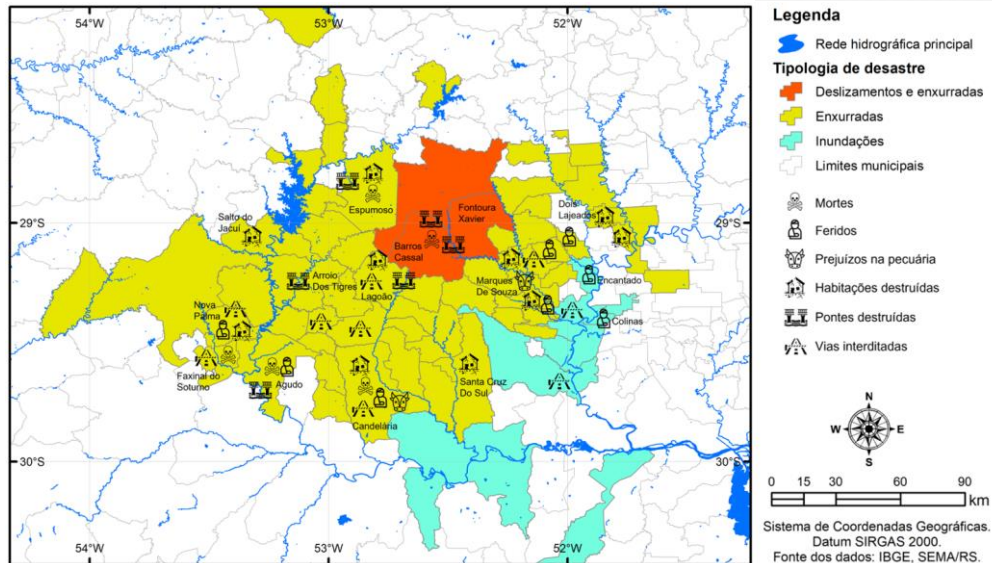 54°W
53°W
52°W
29°S
29°S
30°S
30°S
Espumoso
Fontoura
Xavier
Dois
Lajeados
Salto do
Jacuí
Barros
Cassal
Arroio
Dos Tigres
Lagoão
Marques
De Souza
Encantado
Nova
Palma
Colinas
Faxinal do
Soturno
Agudo
Santa Cruz
Do Sul
Candelária
54°W
53°W
52°W
Legenda
Rede hidrográfica principal
Tipologia de desastre
Deslizamentos e enxurradas
Enxurradas
Inundações
Limites municipais
Mortes
Feridos
Prejuízos na pecuária
Habitações destruídas
Pontes destruídas
Vias interditadas
N
W E
S
0 15 30 60 90
km
Sistema de Coordenadas Geográficas.
Datum SIRGAS 2000.
Fonte dos dados: IBGE, SEMA/RS.